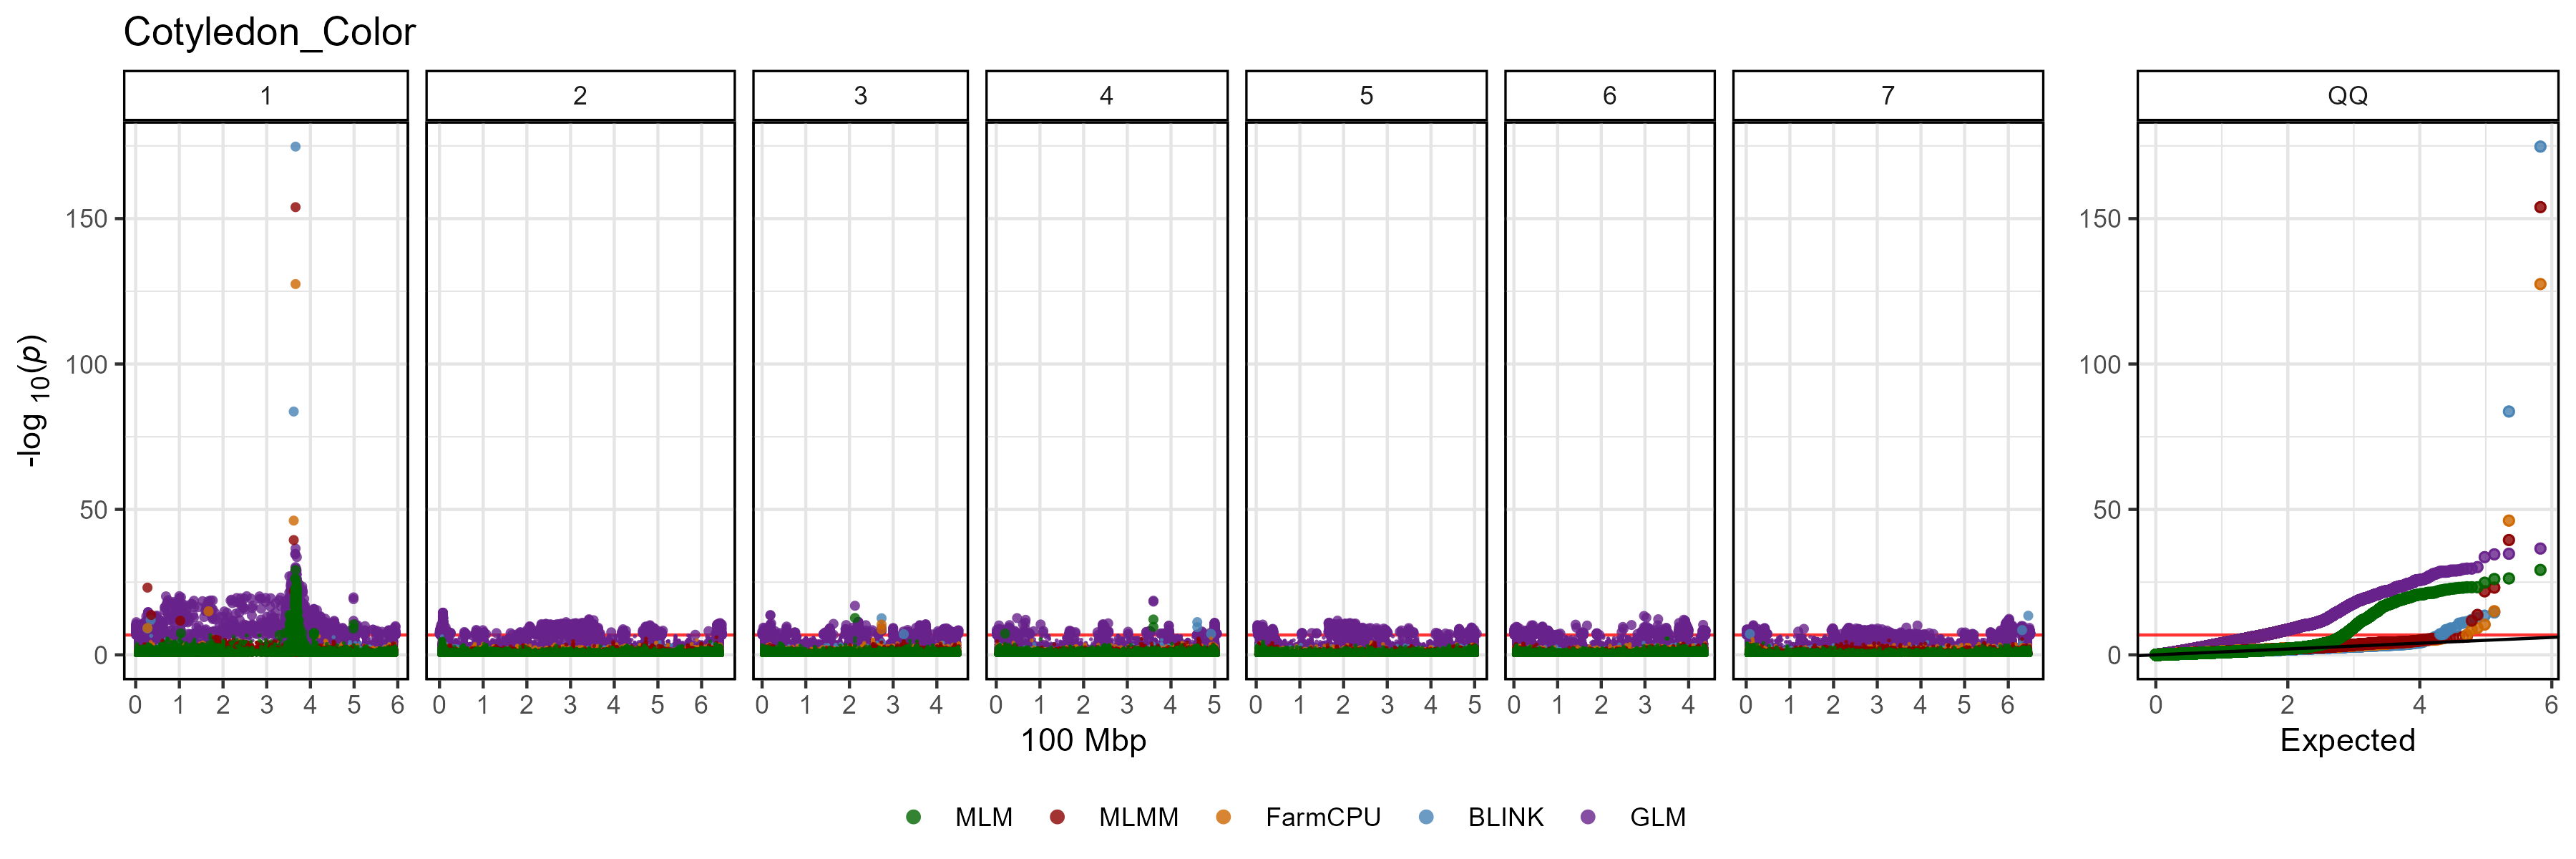 Cotyledon_Color
1 2 3 4 5 6 7 QQ
150 150
100 100
50 50
0 0
-log 10(p)
0 1 2 3 4 5 6 0 1 2 3 4 5 6 0 1 2 3 4 0 1 2 3 4 5 0 1 2 3 4 5 0 1 2 3 4 0 1 2 3 4 5 6 0 2 4 6
100 Mbp Expected
MLM MLMM FarmCPU BLINK GLM